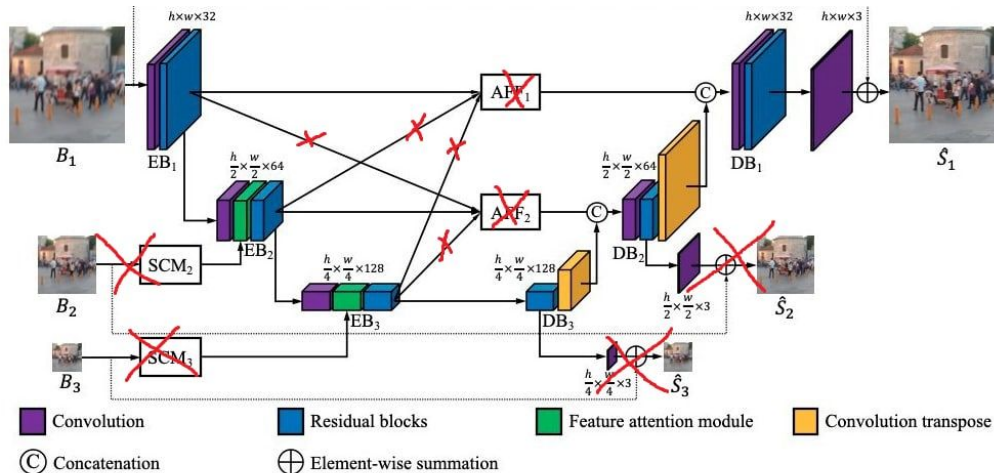 h×w×32
h×w×32
h×w×3
AFF₁
C
B₁
EB₁
DB₁
Ŝ₁
h/2 × w/2 ×64
h/2 × w/2 ×64
AFF₂
C
EB₂
DB₂
SCM₂
h/4 × w/4 ×128
h/4 × w/4 ×128
B₂
h/2 × w/2 ×3
Ŝ₂
EB₃
DB₃
SCM₃
B₃
h/4 × w/4 ×3
Ŝ₃
Convolution
Residual blocks
Feature attention module
Convolution transpose
C Concatenation
Element-wise summation